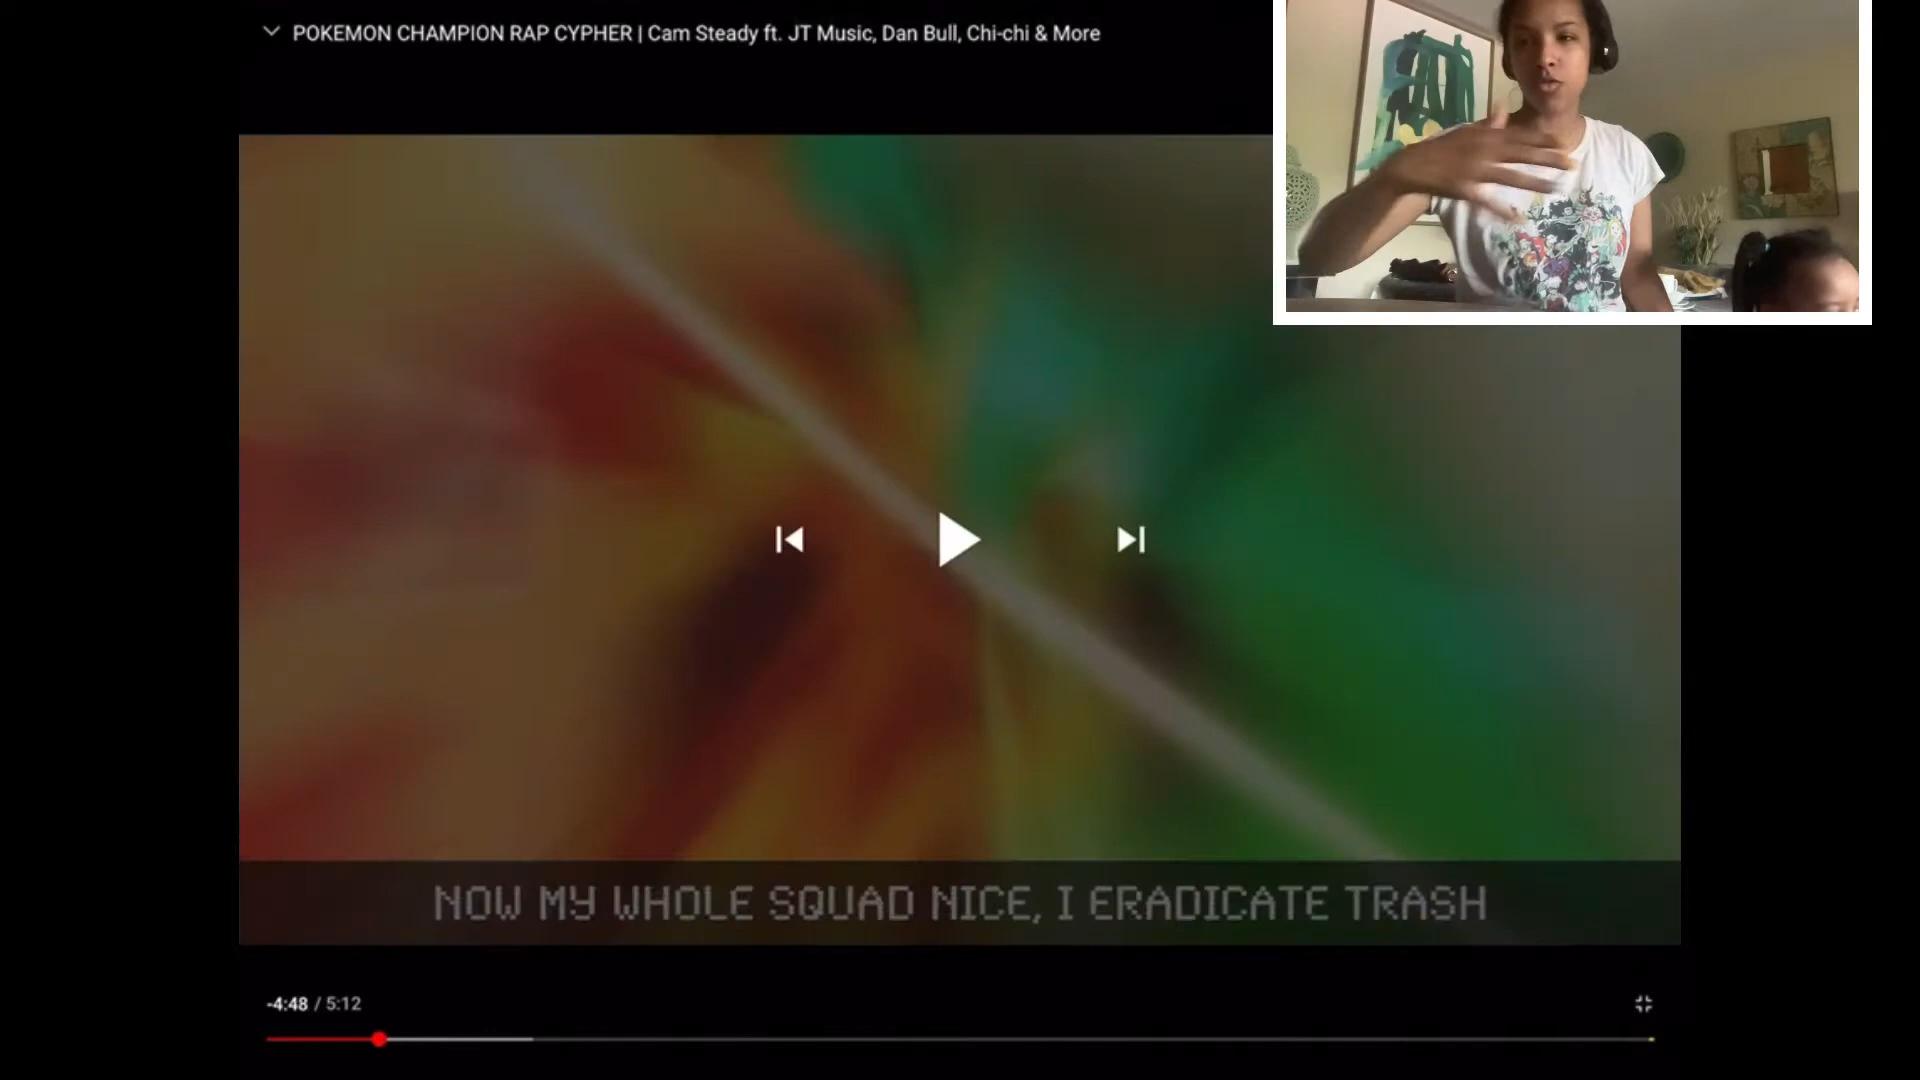 POKEMON CHAMPION RAP CYPHER | Cam Steady ft. JT Music, Dan Bull, Chi-chi & More
NOW MY WHOLE SQUAD NICE, I ERADICATE TRASH
-4:48 / 5:12